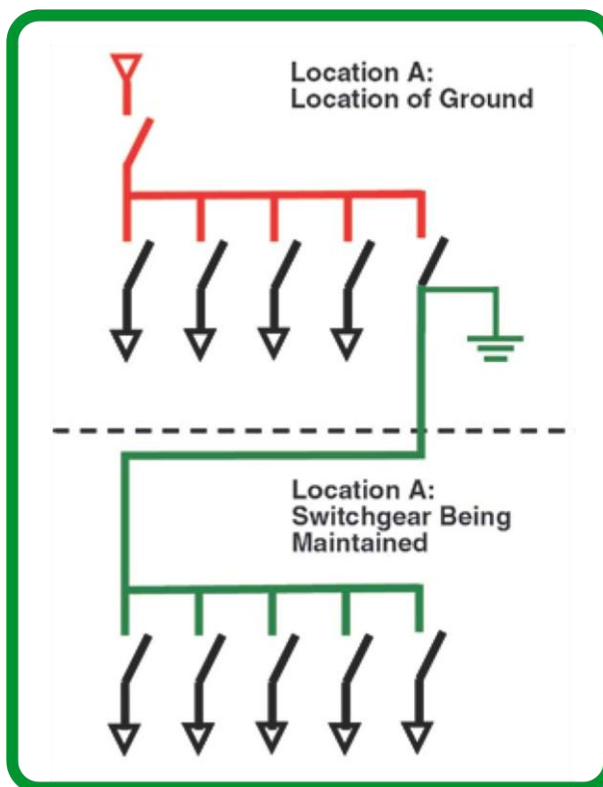 Location A:
Location of Ground
Location A:
Switchgear Being
Maintained